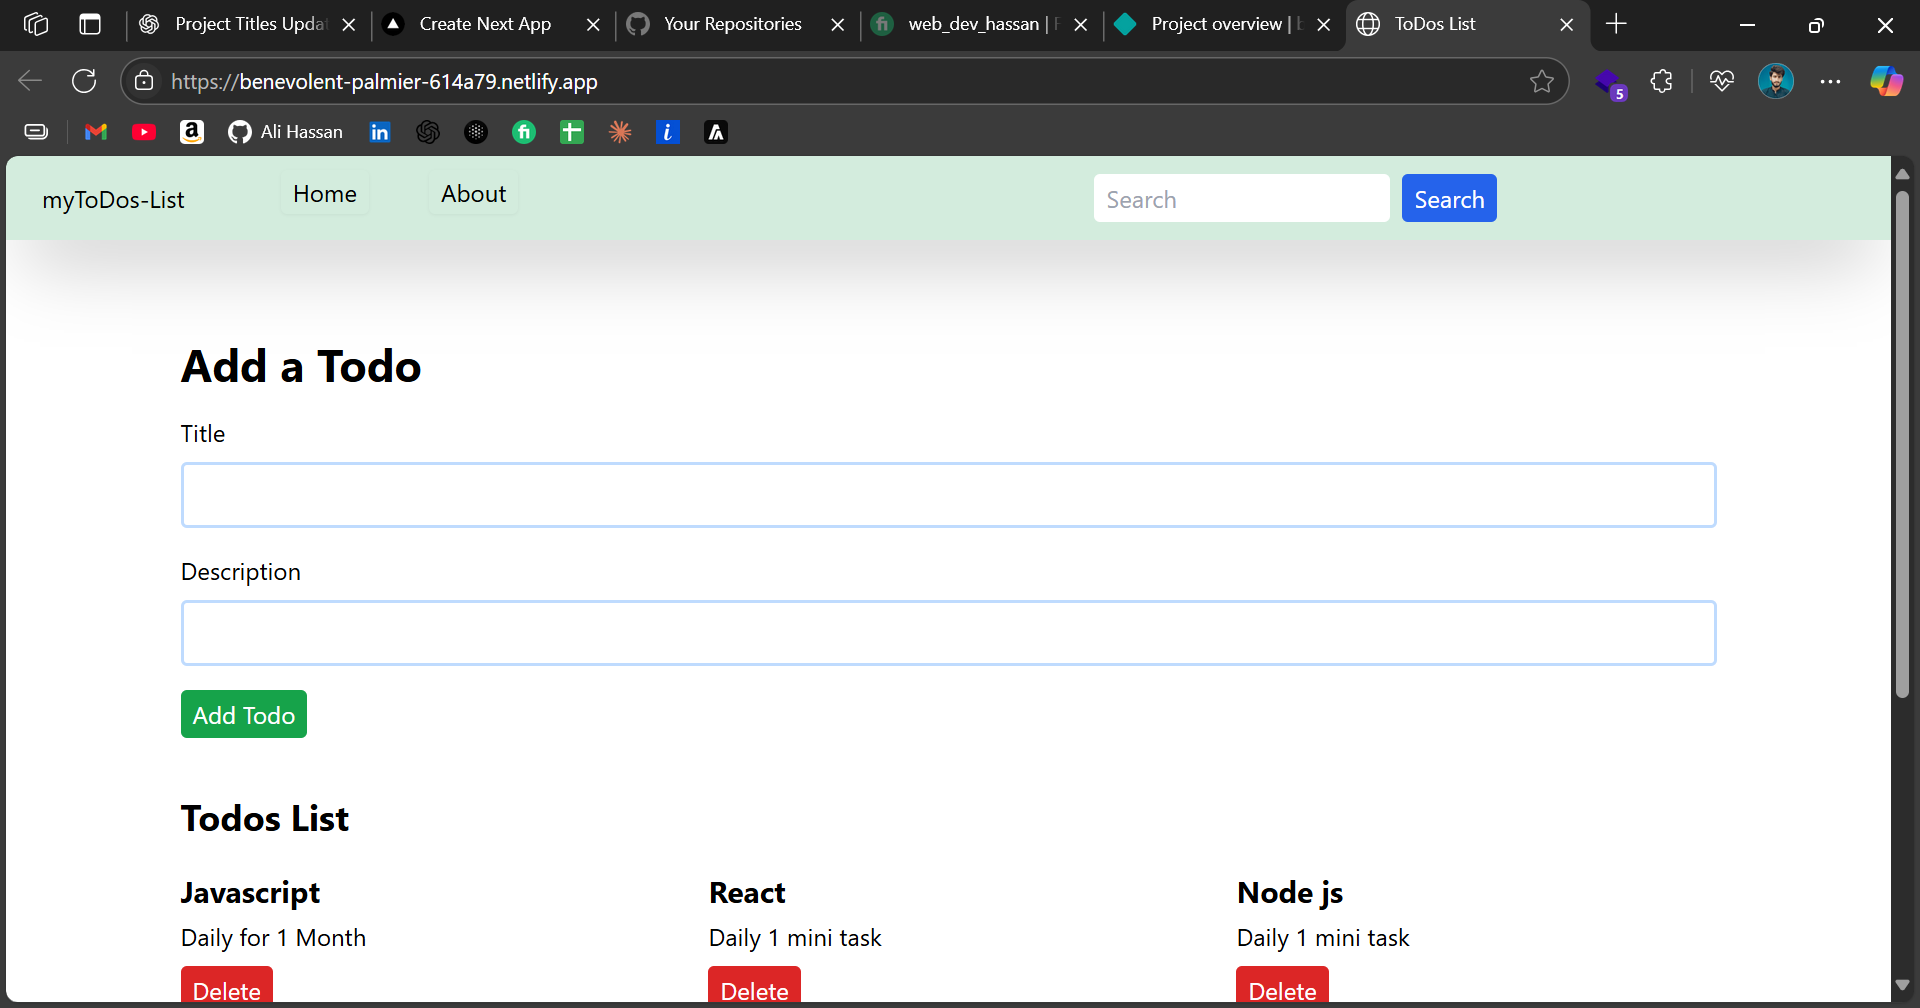 Project Titles Upda
Create Next App
Your Repositories
web_dev_hassan |
Project overview |
ToDos List
https://benevolent-palmier-614a79.netlify.app
5
Ali Hassan
myToDos-List
Home
About
Search
Search
Add a Todo
Title
Description
Add Todo
Todos List
Javascript
React
Node js
Daily for 1 Month
Daily 1 mini task
Daily 1 mini task
Delete
Delete
Delete